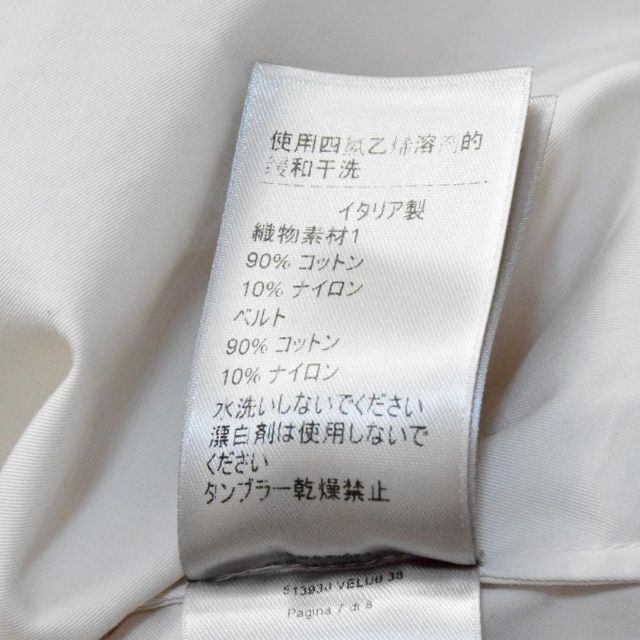 使用四氯乙烯溶剂的
缓和干洗
イタリア製
織物素材1
90% コットン
10% ナイロン
ベルト
90% コットン
10% ナイロン
水洗いしないでください
漂白剤は使用しないで
ください
タンブラー乾燥禁止
38
Pagina 7 di 8